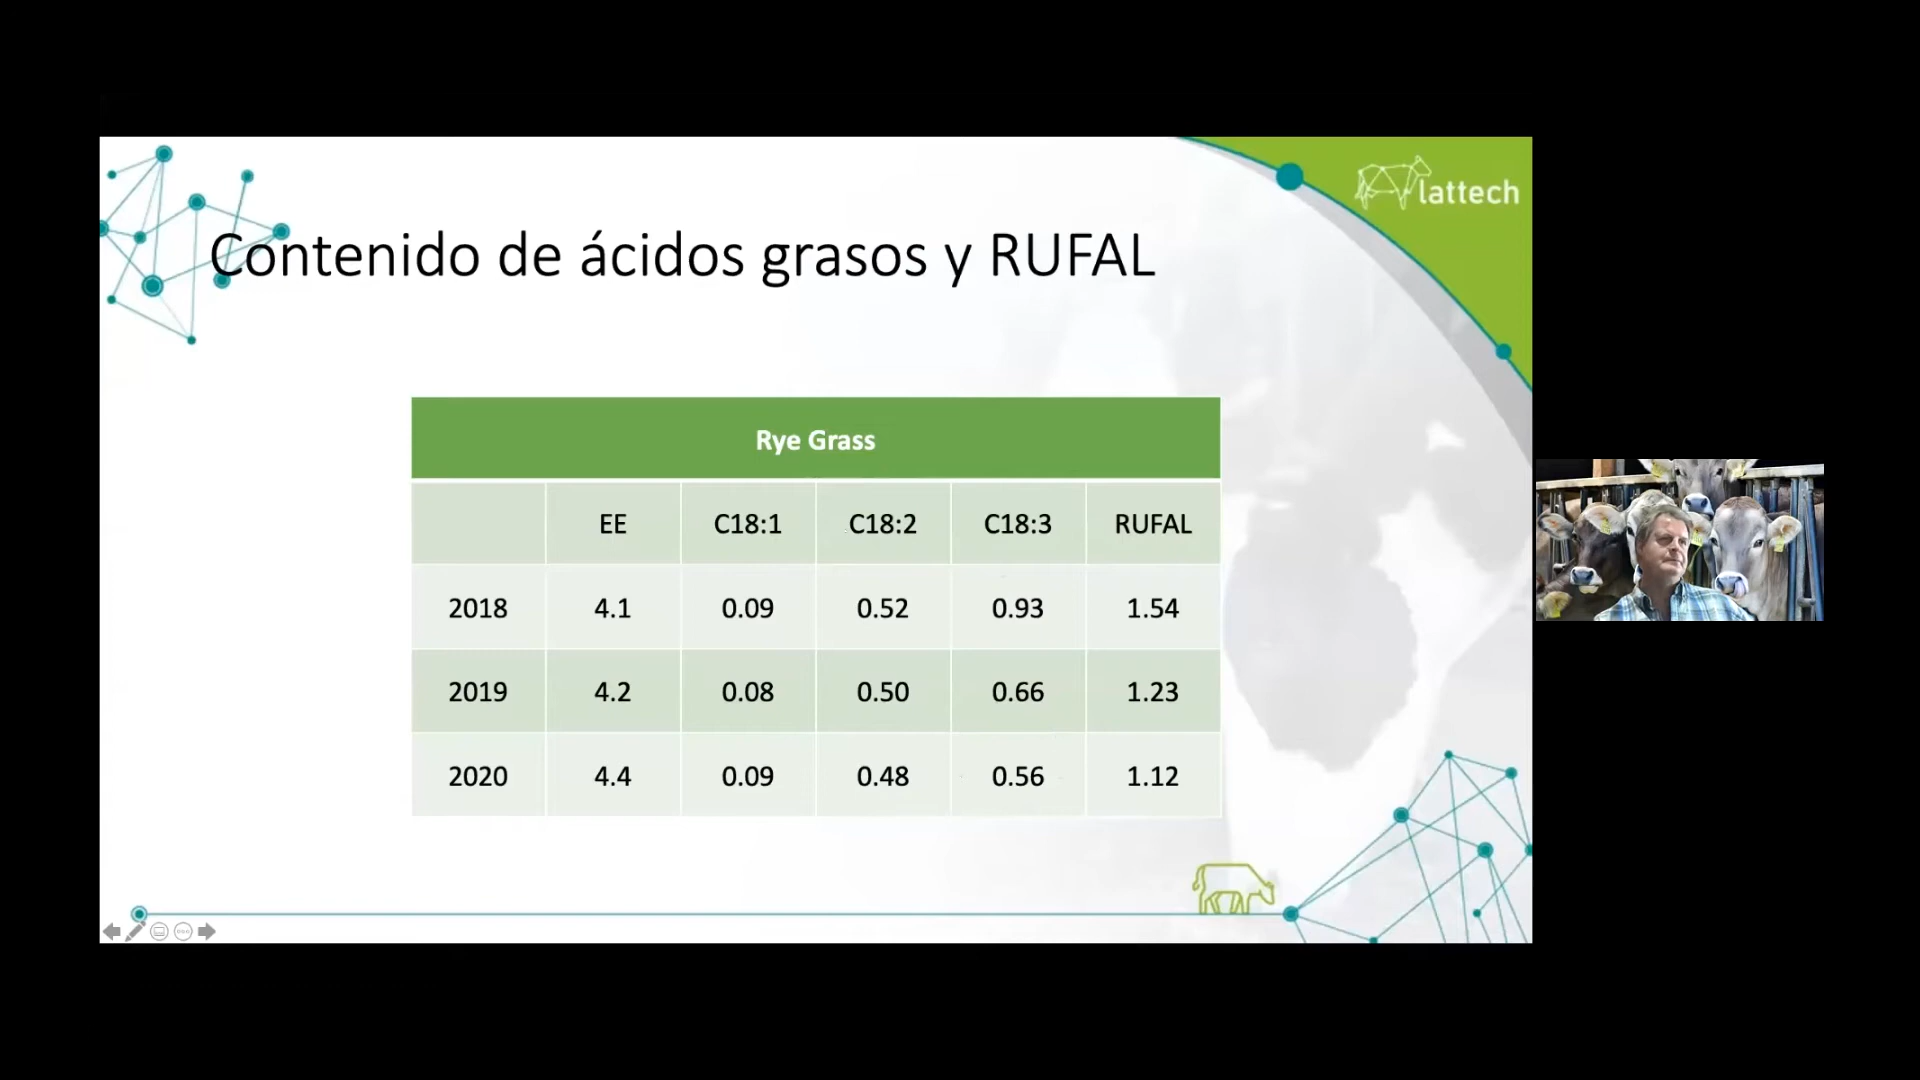 lattech
Contenido de ácidos grasos y RUFAL
Rye Grass
EE C18:1 C18:2 C18:3 RUFAL
2018 4.1 0.09 0.52 0.93 1.54
2019 4.2 0.08 0.50 0.66 1.23
2020 4.4 0.09 0.48 0.56 1.12